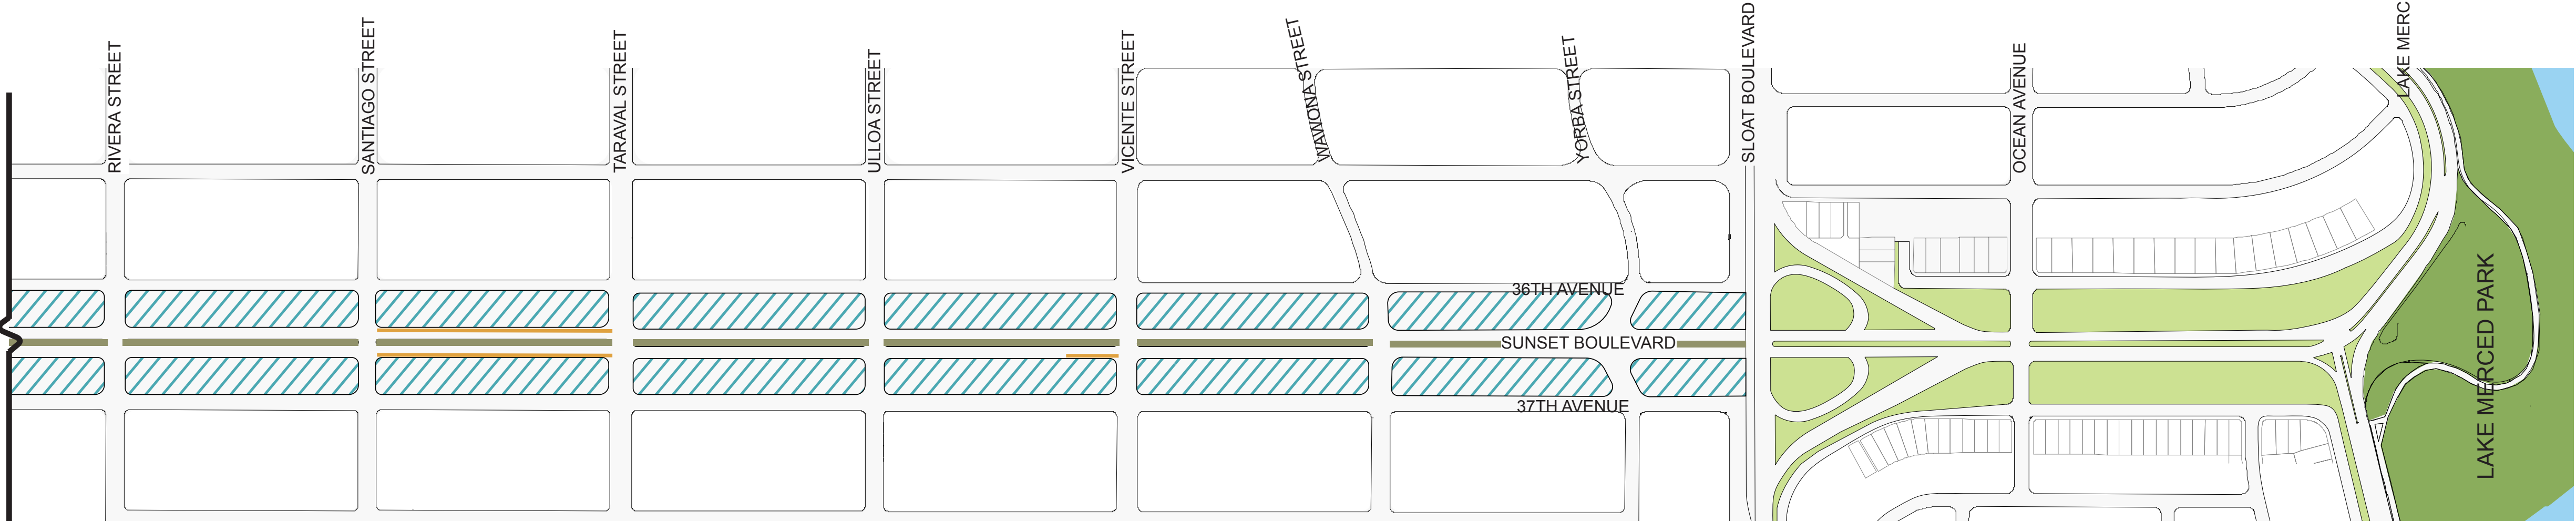 RIVERA STREET
SANTIAGO STREET
TARAVAL STREET
ULLOA STREET
VICENTE STREET
WAWONA STREET
YORBA STREET
SLOAT BOULEVARD
OCEAN AVENUE
LAKE MERC
36TH AVENUE
SUNSET BOULEVARD
37TH AVENUE
LAKE MERCED PARK